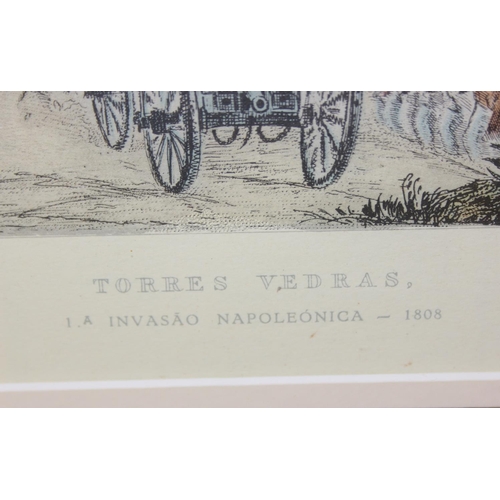 TORRES VEDRAS,
1.ª INVASÃO NAPOLEÓNICA — 1808